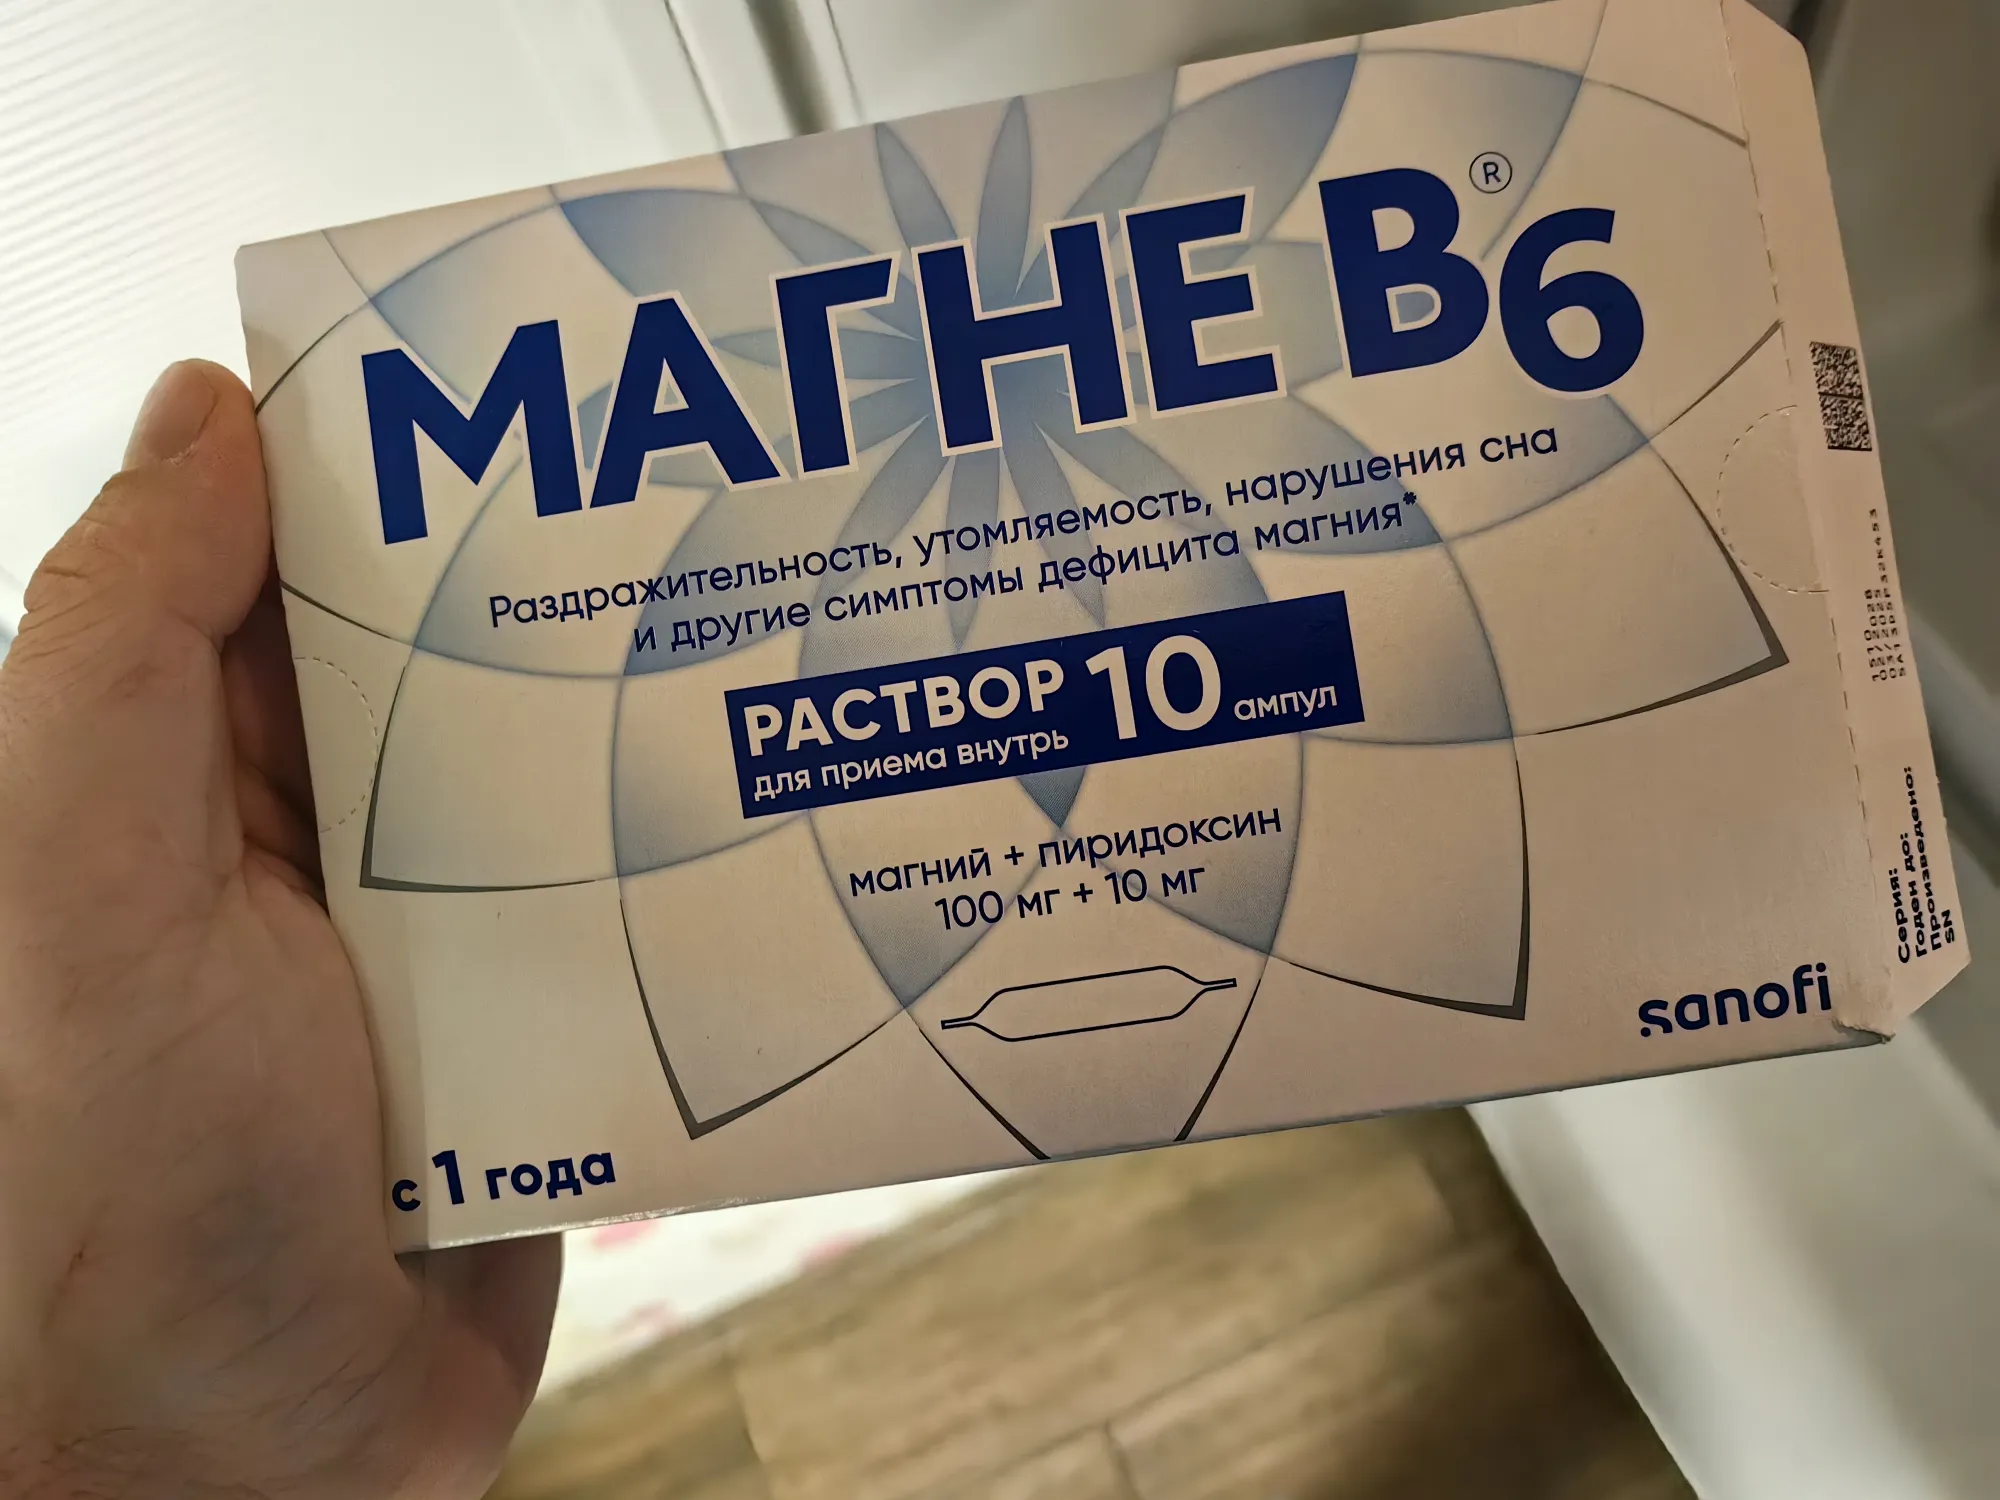 МАГНЕ B6®
Раздражительность, утомляемость, нарушения сна
и другие симптомы дефицита магния*
РАСТВОР 10 ампул
для приема внутрь
магний + пиридоксин
100 мг + 10 мг
с 1 года
sanofi
Серия:
Годен до:
Произведено:
SN